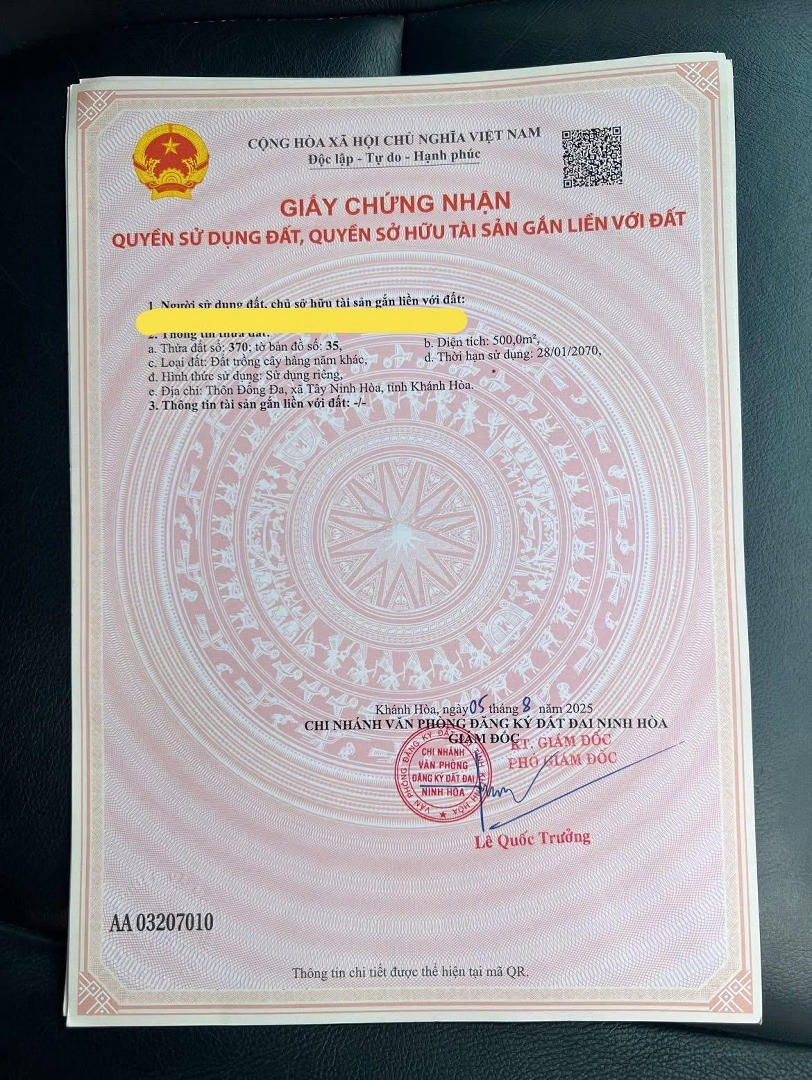 CỘNG HÒA XÃ HỘI CHỦ NGHĨA VIỆT NAM
Độc lập - Tự do - Hạnh phúc
GIẤY CHỨNG NHẬN
QUYỀN SỬ DỤNG ĐẤT, QUYỀN SỞ HỮU TÀI SẢN GẮN LIỀN VỚI ĐẤT
1. Người sử dụng đất, chủ sở hữu tài sản gắn liền với đất:
2. Thông tin thửa đất:
a. Thửa đất số: 370; tờ bản đồ số: 35,
b. Diện tích: 500,0m²,
c. Loại đất: Đất trồng cây hàng năm khác,
d. Thời hạn sử dụng: 28/01/2070,
đ. Hình thức sử dụng: Sử dụng riêng,
e. Địa chỉ: Thôn Đống Đa, xã Tây Ninh Hòa, tỉnh Khánh Hòa.
3. Thông tin tài sản gắn liền với đất: -/-
Khánh Hòa, ngày 05 tháng 8 năm 2025
CHI NHÁNH VĂN PHÒNG ĐĂNG KÝ ĐẤT ĐAI NINH HÒA
GIÁM ĐỐC
KT. GIÁM ĐỐC
PHÓ GIÁM ĐỐC
CHI NHÁNH
VĂN PHÒNG
ĐĂNG KÝ ĐẤT ĐAI
NINH HÒA
Lê Quốc Trưởng
AA 03207010
Thông tin chi tiết được thể hiện tại mã QR.